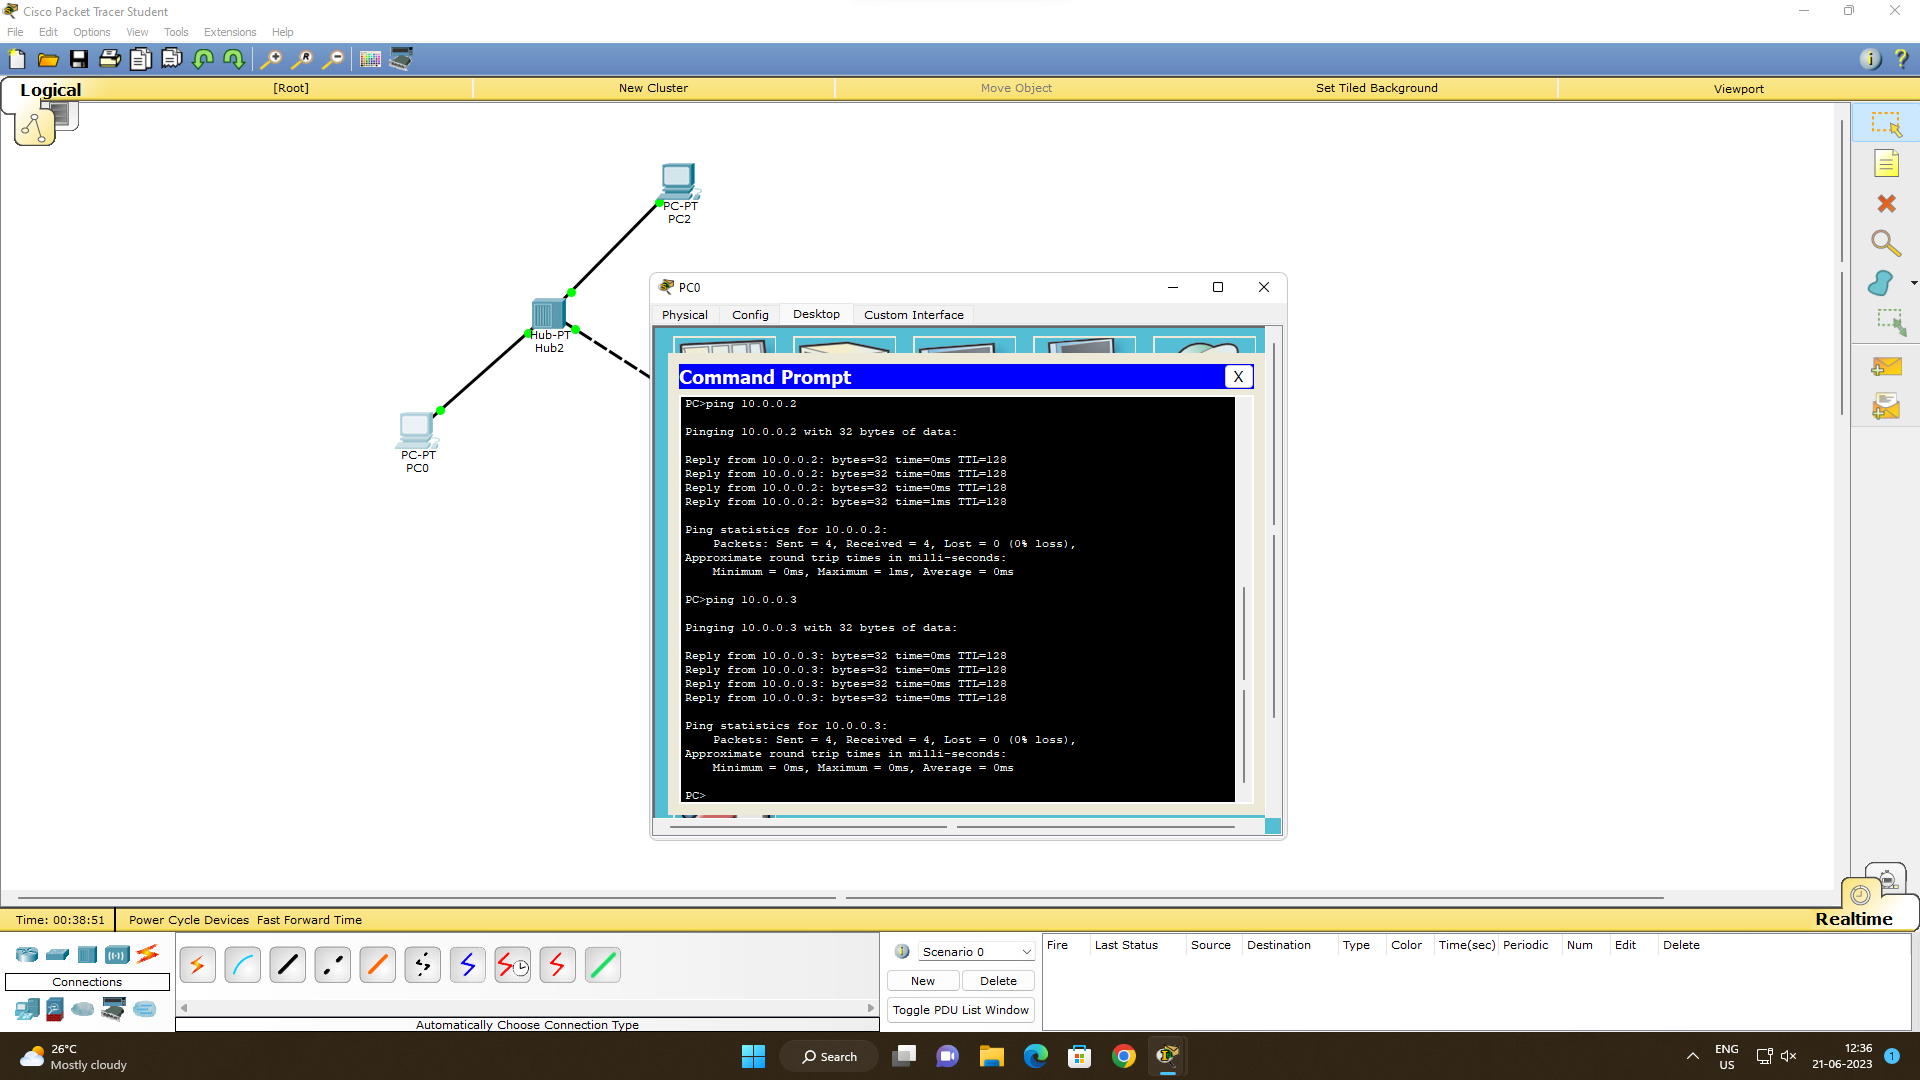 Cisco Packet Tracer Student
File Edit Options View Tools Extensions Help
Logical [Root] New Cluster Move Object Set Tiled Background Viewport
PC-PT
PC2
Hub-PT
Hub2
PC-PT
PC0
PC0
Physical Config Desktop Custom Interface
Command Prompt X
PC>ping 10.0.0.2
Pinging 10.0.0.2 with 32 bytes of data:
Reply from 10.0.0.2: bytes=32 time=0ms TTL=128
Reply from 10.0.0.2: bytes=32 time=0ms TTL=128
Reply from 10.0.0.2: bytes=32 time=0ms TTL=128
Reply from 10.0.0.2: bytes=32 time=1ms TTL=128
Ping statistics for 10.0.0.2:
Packets: Sent = 4, Received = 4, Lost = 0 (0% loss),
Approximate round trip times in milli-seconds:
Minimum = 0ms, Maximum = 1ms, Average = 0ms
PC>ping 10.0.0.3
Pinging 10.0.0.3 with 32 bytes of data:
Reply from 10.0.0.3: bytes=32 time=0ms TTL=128
Reply from 10.0.0.3: bytes=32 time=0ms TTL=128
Reply from 10.0.0.3: bytes=32 time=0ms TTL=128
Reply from 10.0.0.3: bytes=32 time=0ms TTL=128
Ping statistics for 10.0.0.3:
Packets: Sent = 4, Received = 4, Lost = 0 (0% loss),
Approximate round trip times in milli-seconds:
Minimum = 0ms, Maximum = 0ms, Average = 0ms
PC>
Time: 00:38:51 Power Cycle Devices Fast Forward Time Realtime
Connections
Automatically Choose Connection Type
Scenario 0
New Delete
Toggle PDU List Window
Fire Last Status Source Destination Type Color Time(sec) Periodic Num Edit Delete
26°C
Mostly cloudy
Search
ENG
US
12:36
21-06-2023
1